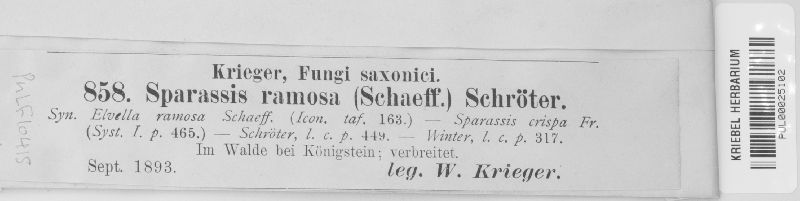 Krieger, Fungi saxonici.
858. Sparassis ramosa (Schaeff.) Schröter.
Syn. Elvella ramosa Schaeff. (Icon. taf. 163.) — Sparassis crispa Fr.
(Syst. I. p. 465.) — Schröter, l. c. p. 449. — Winter, l. c. p. 317.
Im Walde bei Königstein; verbreitet.
Sept. 1893.
leg. W. Krieger.
KRIEBEL HERBARIUM
PUL00025102